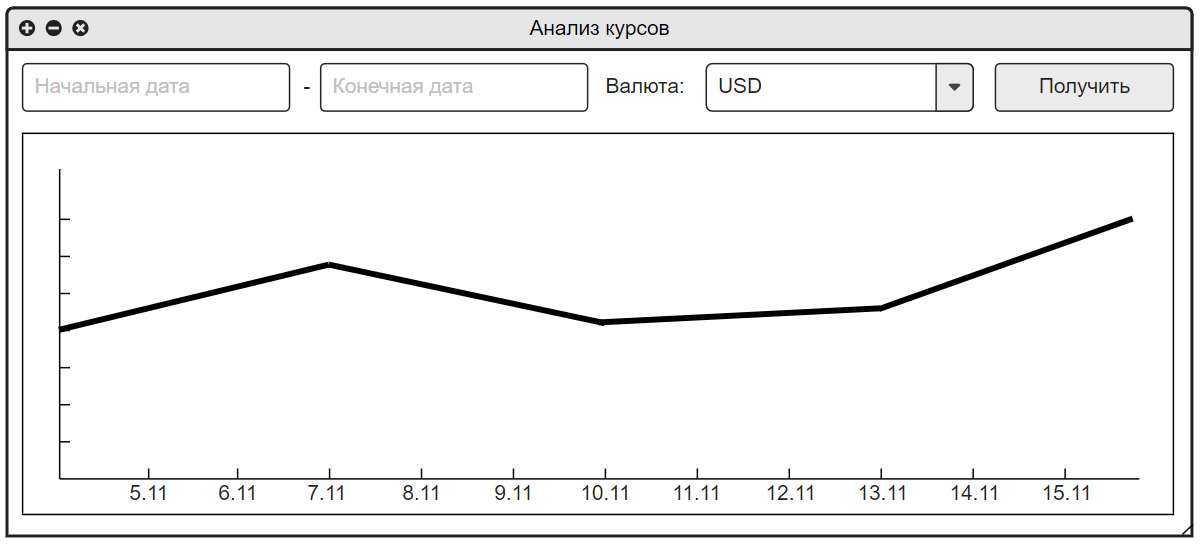 Анализ курсов
Начальная дата - Конечная дата Валюта: USD Получить
5.11 6.11 7.11 8.11 9.11 10.11 11.11 12.11 13.11 14.11 15.11